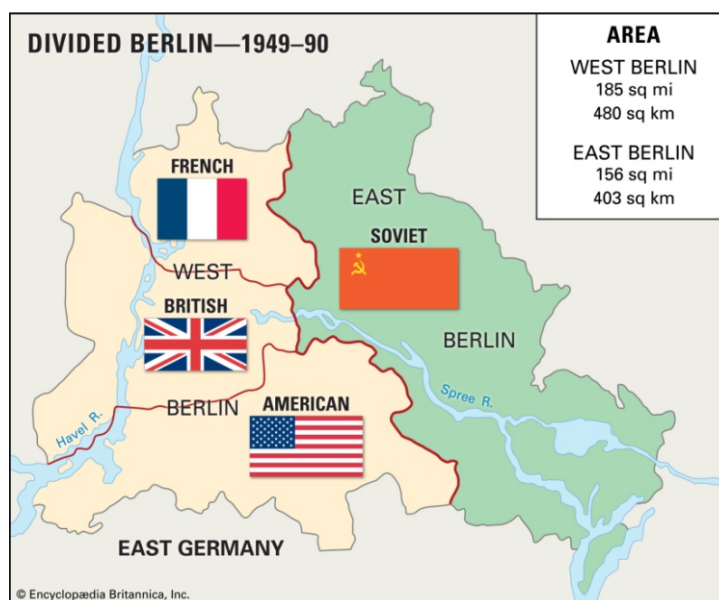 DIVIDED BERLIN—1949–90
AREA
WEST BERLIN
185 sq mi
480 sq km
EAST BERLIN
156 sq mi
403 sq km
FRENCH
EAST
SOVIET
WEST
BRITISH
BERLIN
BERLIN
AMERICAN
Havel R.
Spree R.
EAST GERMANY
© Encyclopædia Britannica, Inc.